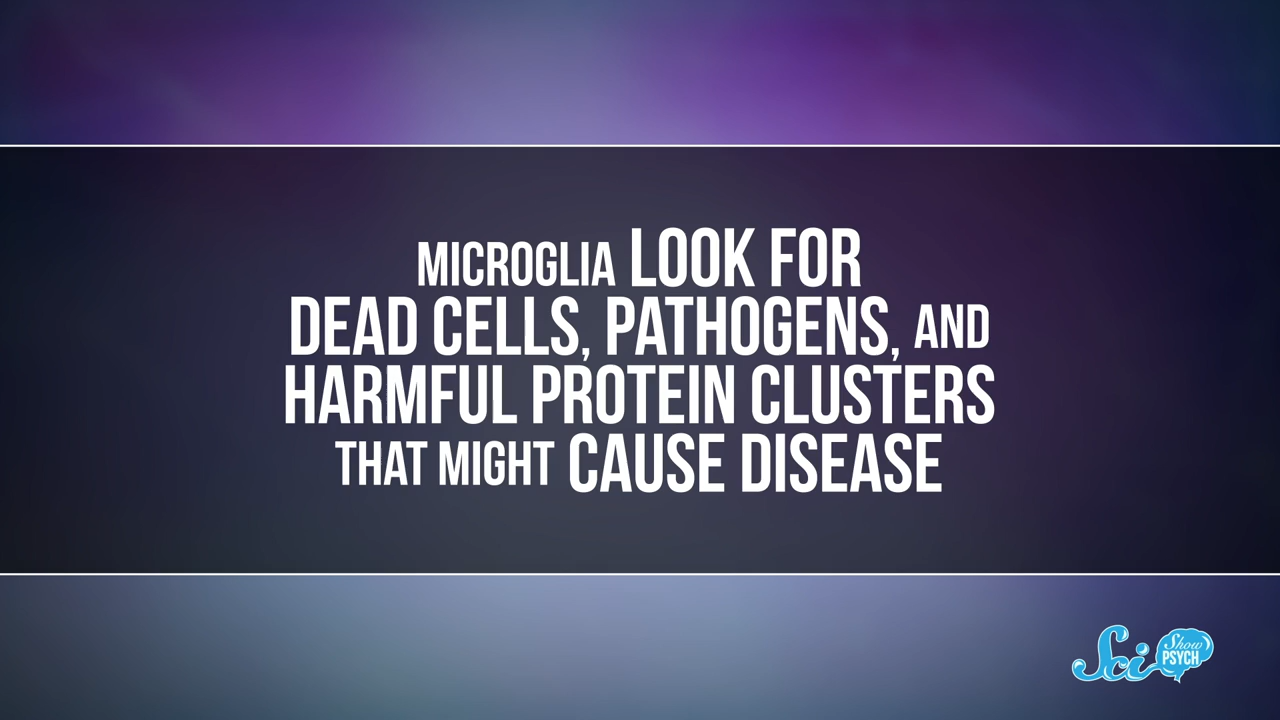 MICROGLIA LOOK FOR
DEAD CELLS, PATHOGENS, AND
HARMFUL PROTEIN CLUSTERS
THAT MIGHT CAUSE DISEASE
Sci Show
PSYCH